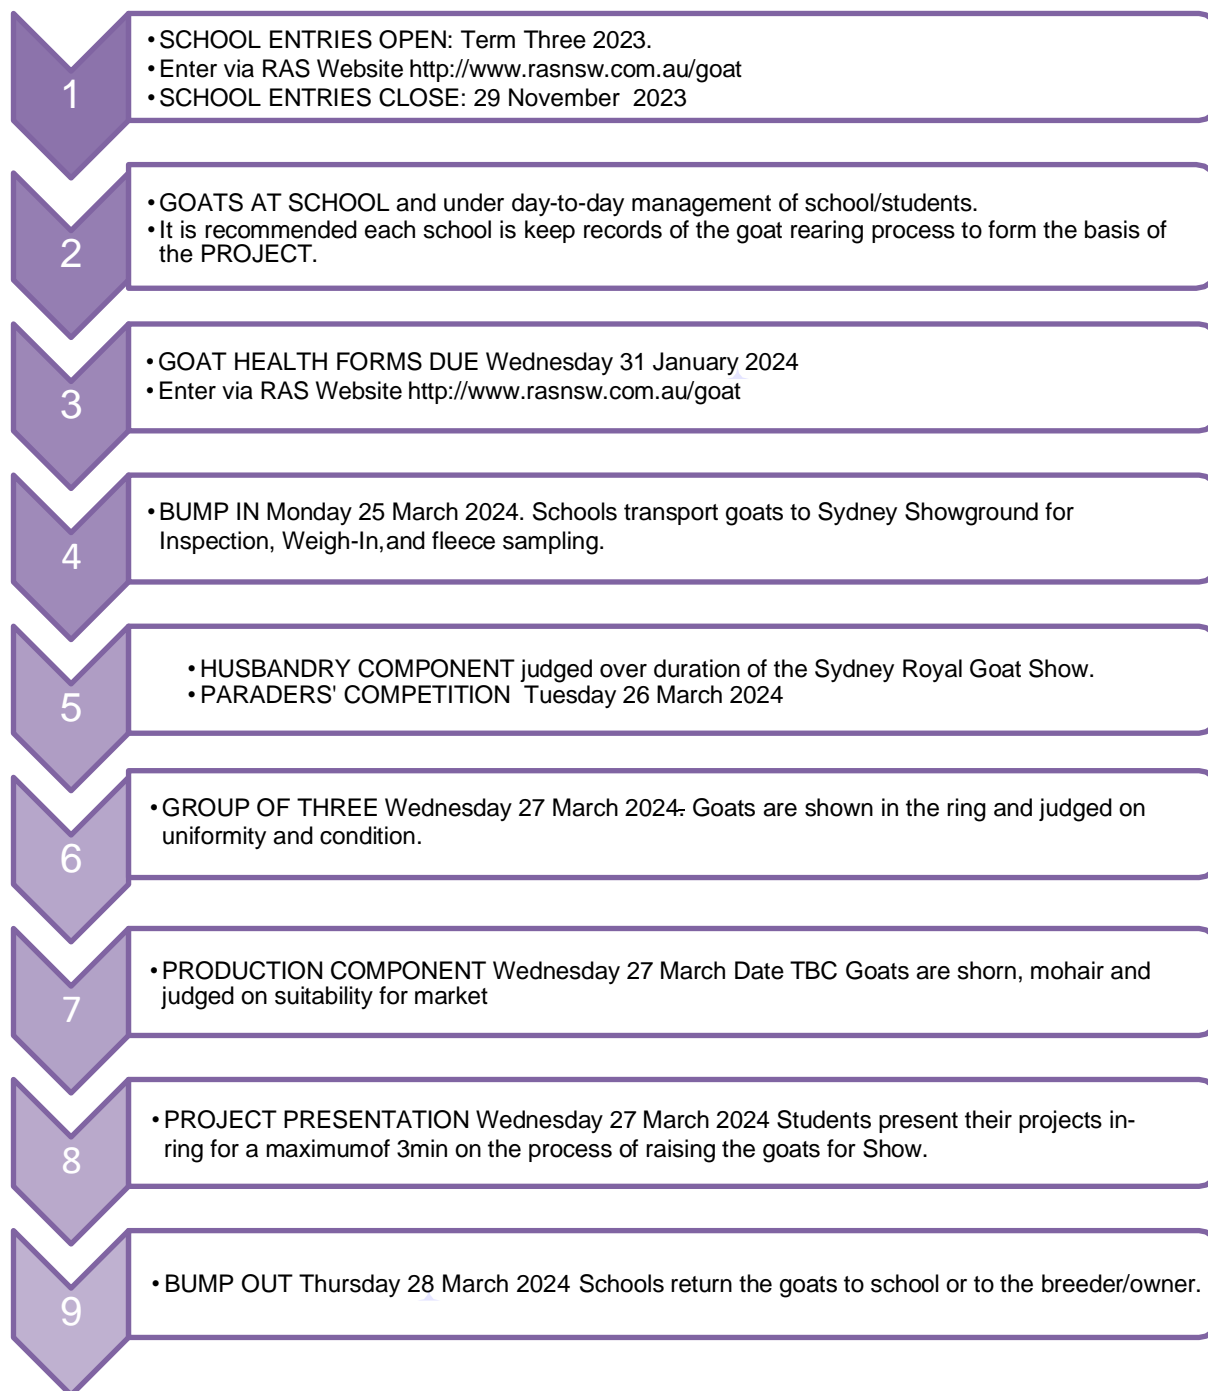 1
• SCHOOL ENTRIES OPEN: Term Three 2023.
• Enter via RAS Website http://www.rasnsw.com.au/goat
• SCHOOL ENTRIES CLOSE: 29 November 2023
2
• GOATS AT SCHOOL and under day-to-day management of school/students.
• It is recommended each school is keep records of the goat rearing process to form the basis of
the PROJECT.
3
• GOAT HEALTH FORMS DUE Wednesday 31 January 2024
• Enter via RAS Website http://www.rasnsw.com.au/goat
4
• BUMP IN Monday 25 March 2024. Schools transport goats to Sydney Showground for
Inspection, Weigh-In,and fleece sampling.
5
• HUSBANDRY COMPONENT judged over duration of the Sydney Royal Goat Show.
• PARADERS' COMPETITION Tuesday 26 March 2024
6
• GROUP OF THREE Wednesday 27 March 2024. Goats are shown in the ring and judged on
uniformity and condition.
7
• PRODUCTION COMPONENT Wednesday 27 March Date TBC Goats are shorn, mohair and
judged on suitability for market
8
• PROJECT PRESENTATION Wednesday 27 March 2024 Students present their projects in-
ring for a maximumof 3min on the process of raising the goats for Show.
9
• BUMP OUT Thursday 28 March 2024 Schools return the goats to school or to the breeder/owner.